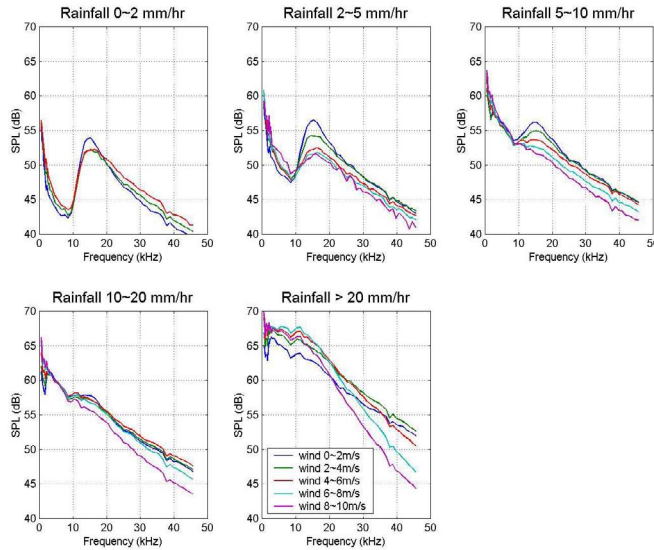 Rainfall 0~2 mm/hr
70
65
60
55
50
45
40
SPL (dB)
0 10 20 30 40 50
Frequency (kHz)
Rainfall 2~5 mm/hr
70
65
60
55
50
45
40
SPL (dB)
0 10 20 30 40 50
Frequency (kHz)
Rainfall 5~10 mm/hr
70
65
60
55
50
45
40
SPL (dB)
0 10 20 30 40 50
Frequency (kHz)
Rainfall 10~20 mm/hr
70
65
60
55
50
45
40
SPL (dB)
0 10 20 30 40 50
Frequency (kHz)
Rainfall > 20 mm/hr
70
65
60
55
50
45
40
SPL (dB)
wind 0~2m/s
wind 2~4m/s
wind 4~6m/s
wind 6~8m/s
wind 8~10m/s
0 10 20 30 40 50
Frequency (kHz)